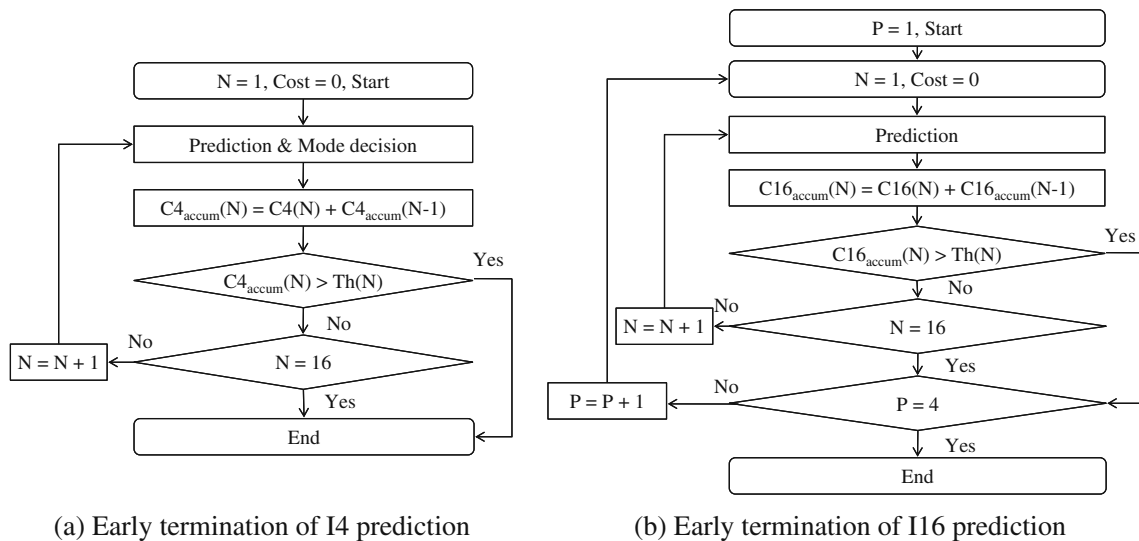 N = 1, Cost = 0, Start
Prediction & Mode decision
C4accum(N) = C4(N) + C4accum(N-1)
C4accum(N) > Th(N)
Yes
No
N = 16
No
N = N + 1
Yes
End
(a) Early termination of I4 prediction
P = 1, Start
N = 1, Cost = 0
Prediction
C16accum(N) = C16(N) + C16accum(N-1)
C16accum(N) > Th(N)
Yes
No
N = 16
No
N = N + 1
Yes
P = 4
No
P = P + 1
Yes
End
(b) Early termination of I16 prediction